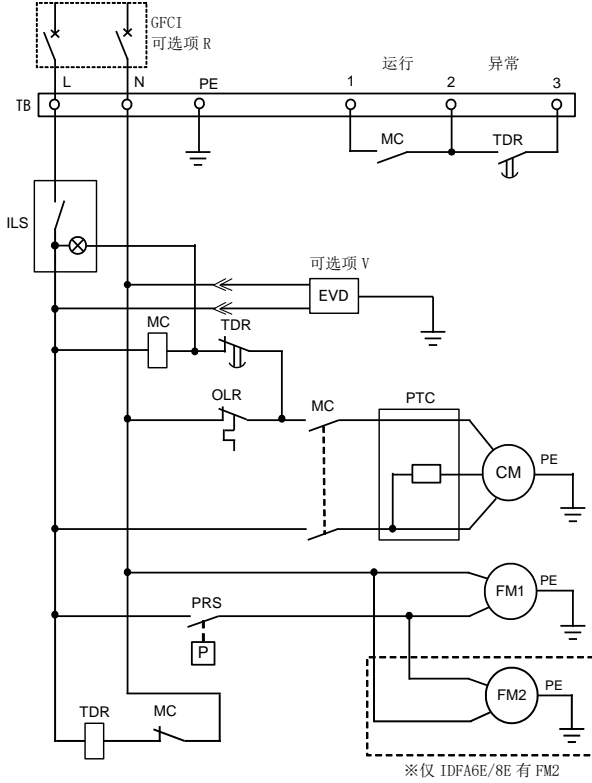 GFCI
可选项 R
L N PE 1 运行 2 异常 3
TB
MC TDR
ILS
可选项 V
EVD
MC TDR
OLR MC PTC
CM PE
PRS FM1 PE
P
FM2 PE
TDR MC
※仅 IDFA6E/8E 有 FM2